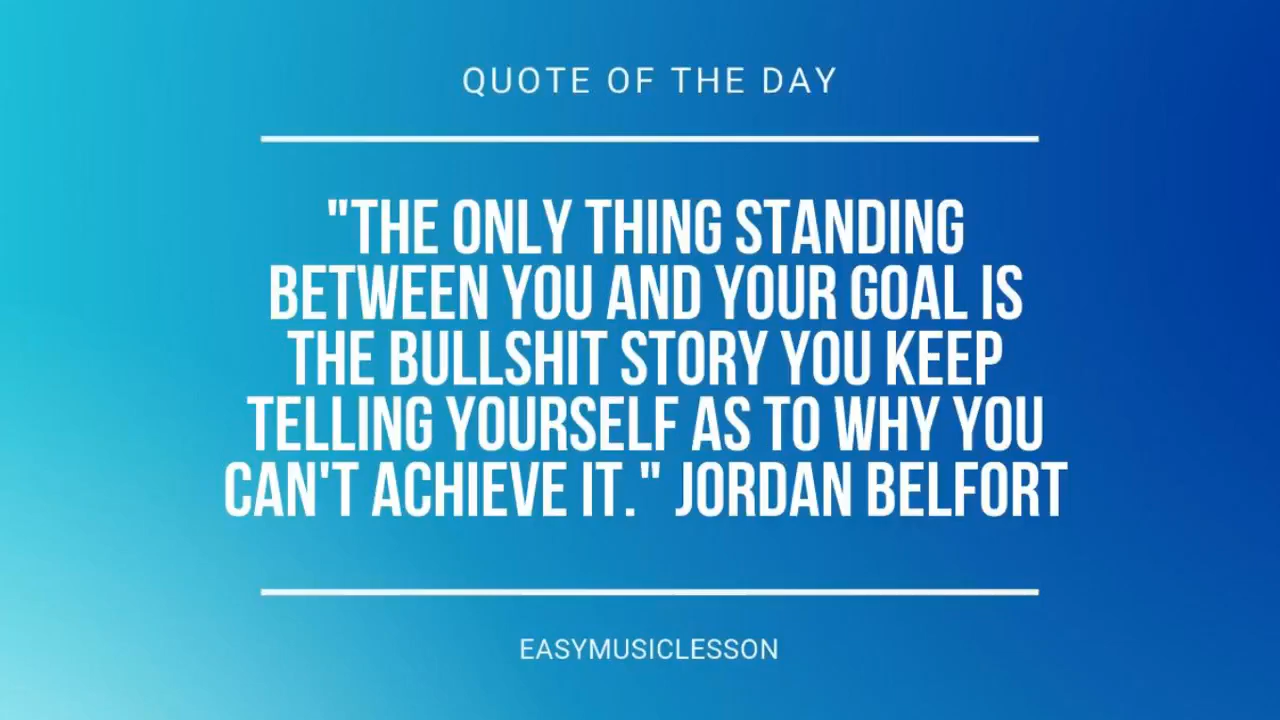 QUOTE OF THE DAY
"THE ONLY THING STANDING
BETWEEN YOU AND YOUR GOAL IS
THE BULLSHIT STORY YOU KEEP
TELLING YOURSELF AS TO WHY YOU
CAN'T ACHIEVE IT." JORDAN BELFORT
EASYMUSICLESSON